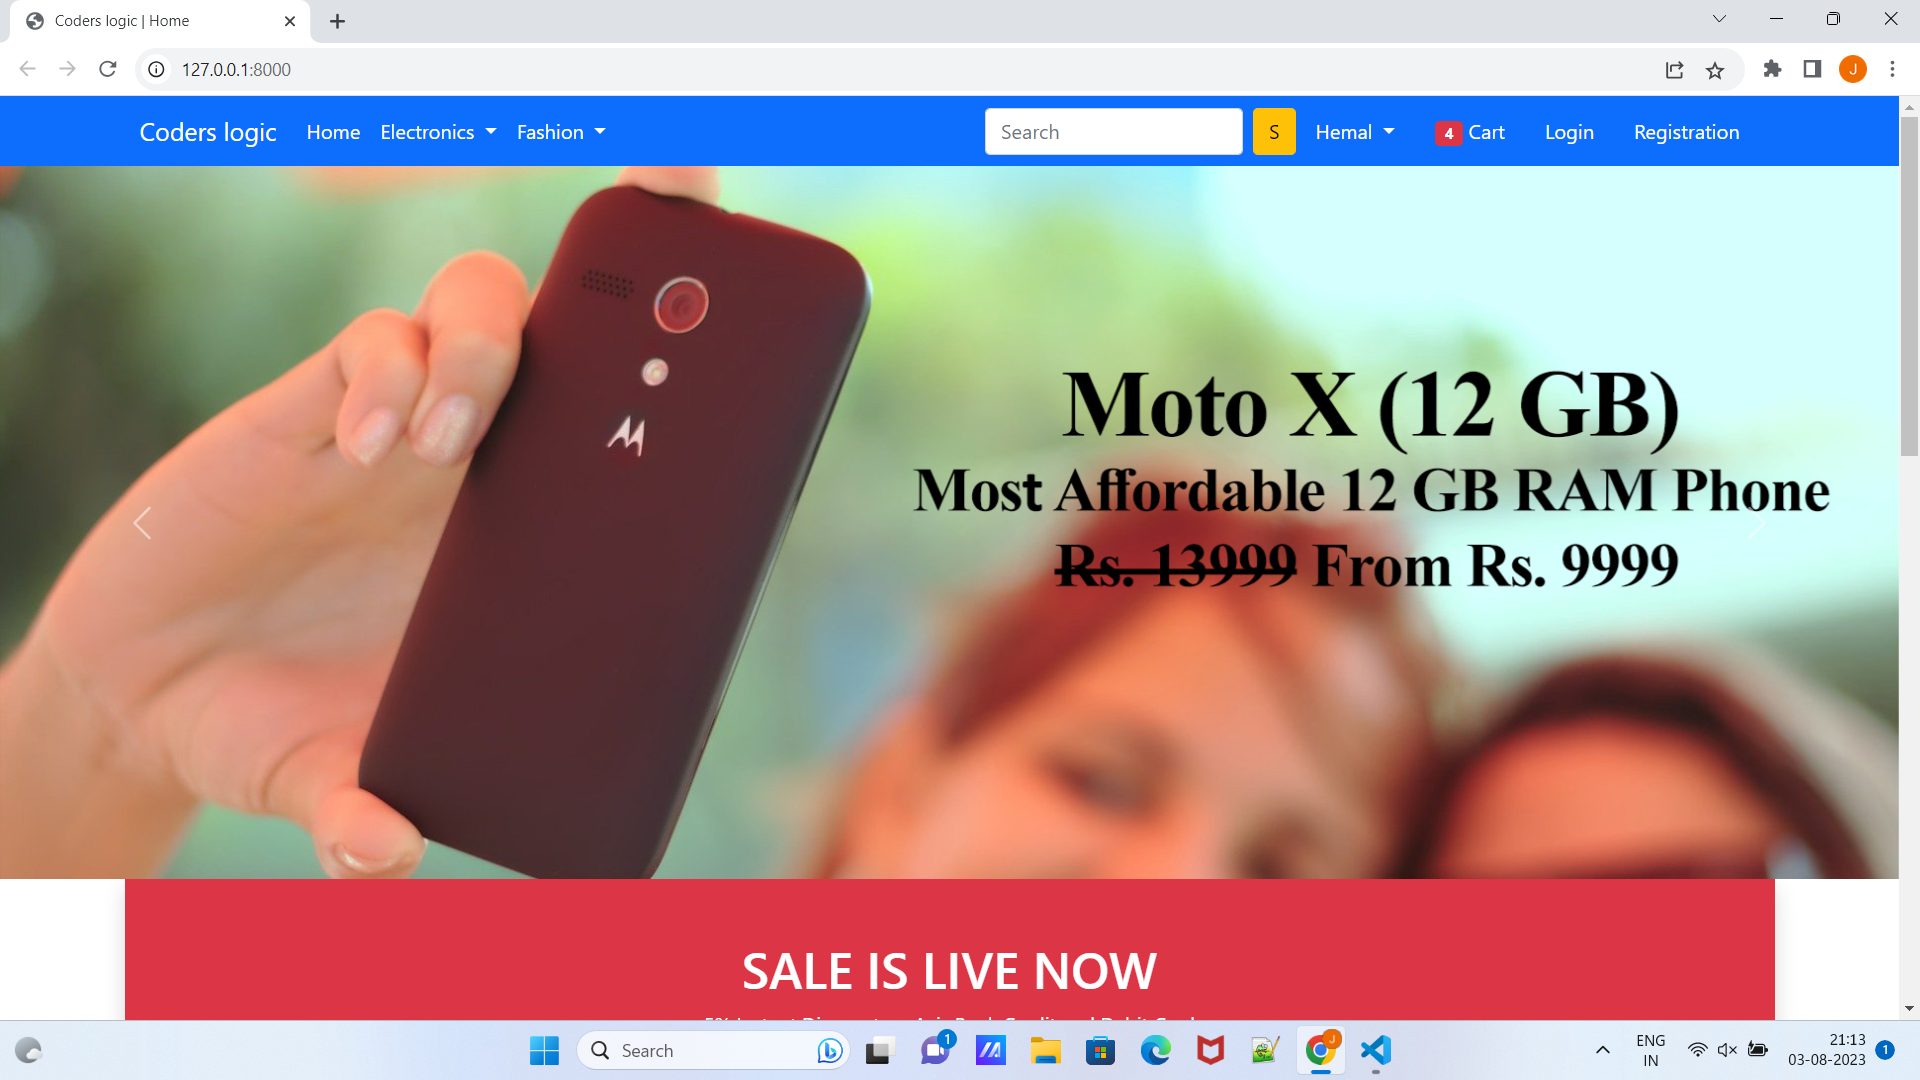 Coders logic | Home
127.0.0.1:8000
Coders logic Home Electronics Fashion Search S Hemal 4 Cart Login Registration
Moto X (12 GB)
Most Affordable 12 GB RAM Phone
Rs. 13999 From Rs. 9999
SALE IS LIVE NOW
Search
1
J
J
ENG
IN
21:13
03-08-2023
1